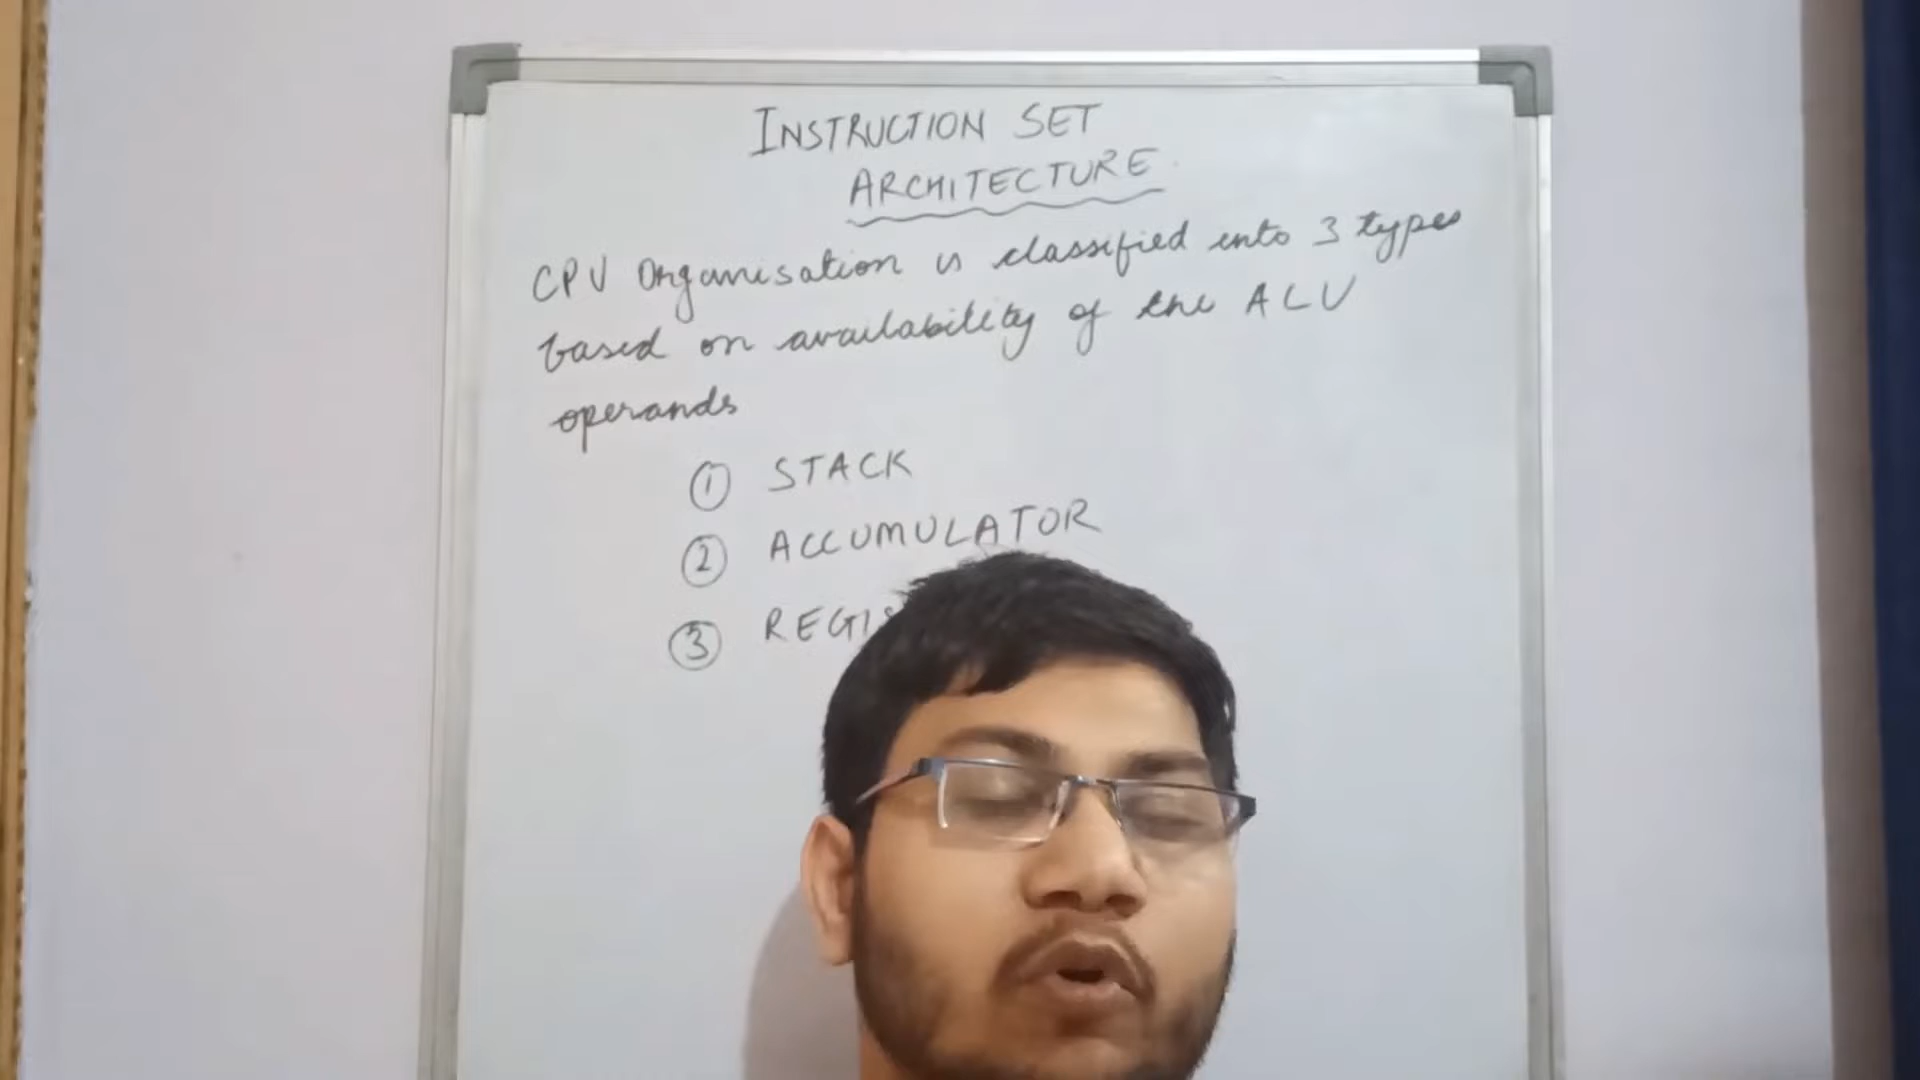 INSTRUCTION SET
ARCHITECTURE
CPU Organisation is classified into 3 types
based on availability of the ALU
operands
① STACK
② ACCUMULATOR
③ REGIS